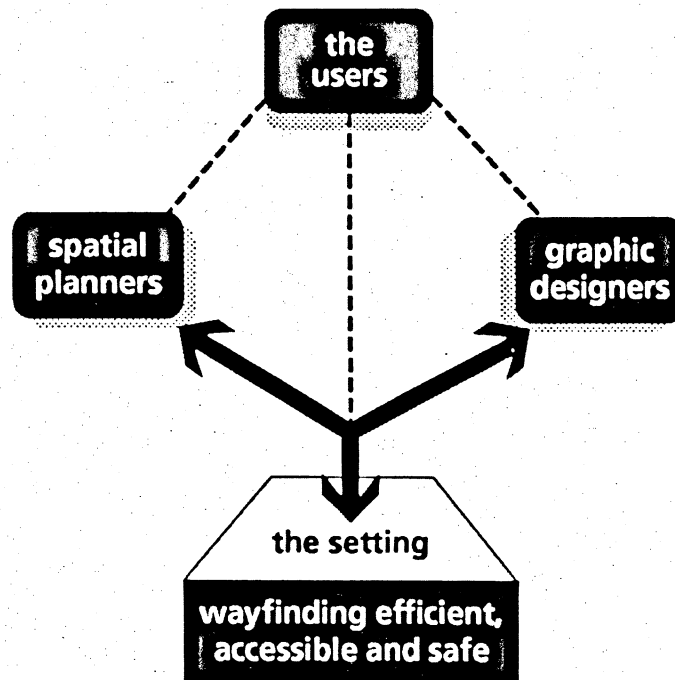 the
users
spatial
planners
graphic
designers
the setting
wayfinding efficient,
accessible and safe